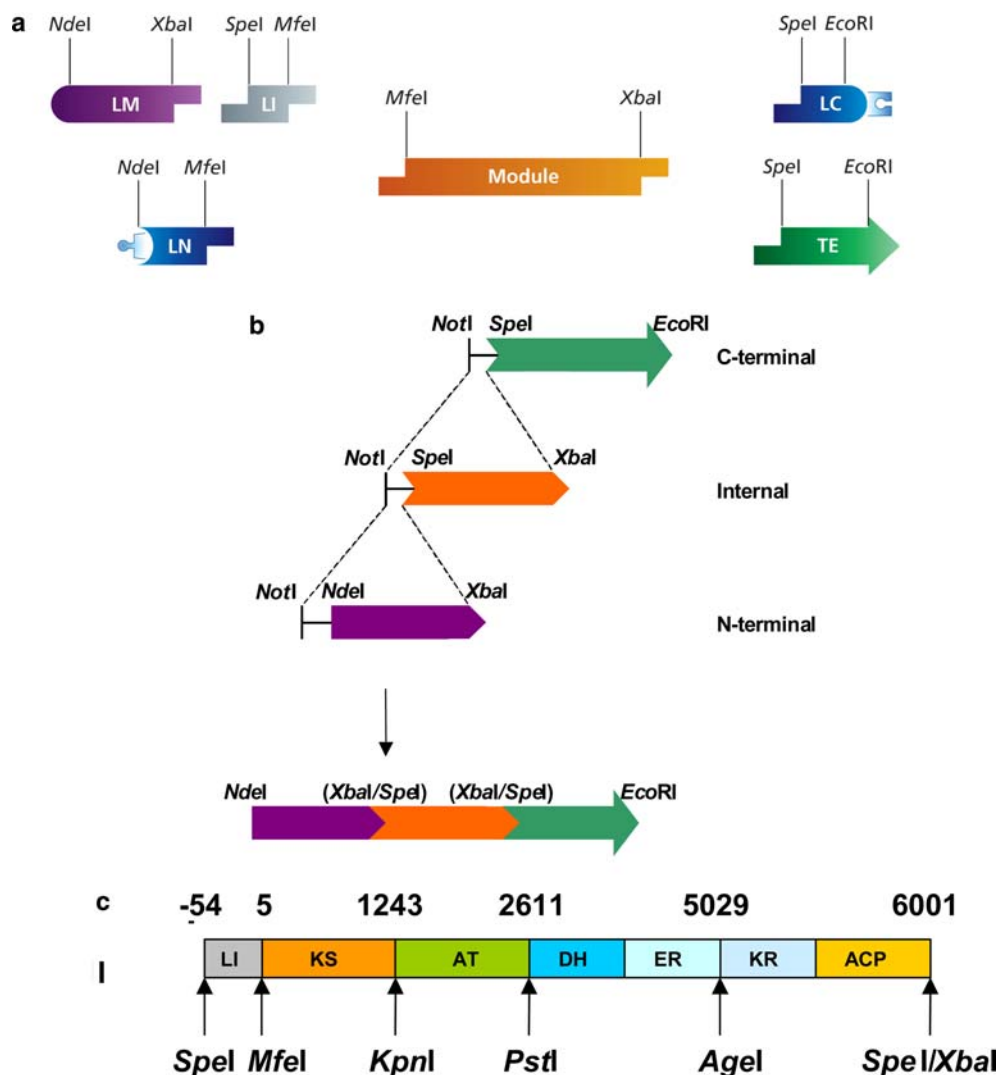 a
NdeI XbaI SpeI MfeI SpeI EcoRI
LM LI LC
MfeI XbaI
Module
NdeI MfeI SpeI EcoRI
LN TE
b
NotI SpeI EcoRI
C-terminal
NotI SpeI XbaI
Internal
NotI NdeI XbaI
N-terminal
NdeI (XbaI/SpeI) (XbaI/SpeI) EcoRI
c -54 5 1243 2611 5029 6001
I LI KS AT DH ER KR ACP
SpeI MfeI KpnI PstI AgeI SpeI/XbaI